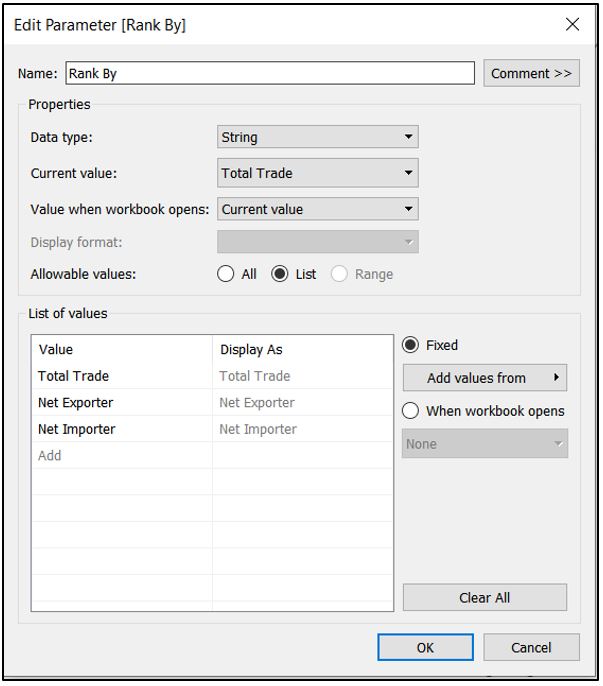 Edit Parameter [Rank By]
Name: Rank By Comment >>
Properties
Data type: String
Current value: Total Trade
Value when workbook opens: Current value
Display format:
Allowable values: All List Range
List of values
Value Display As
Fixed
Total Trade Total Trade
Add values from
Net Exporter Net Exporter
When workbook opens
Net Importer Net Importer
None
Add
Clear All
OK Cancel